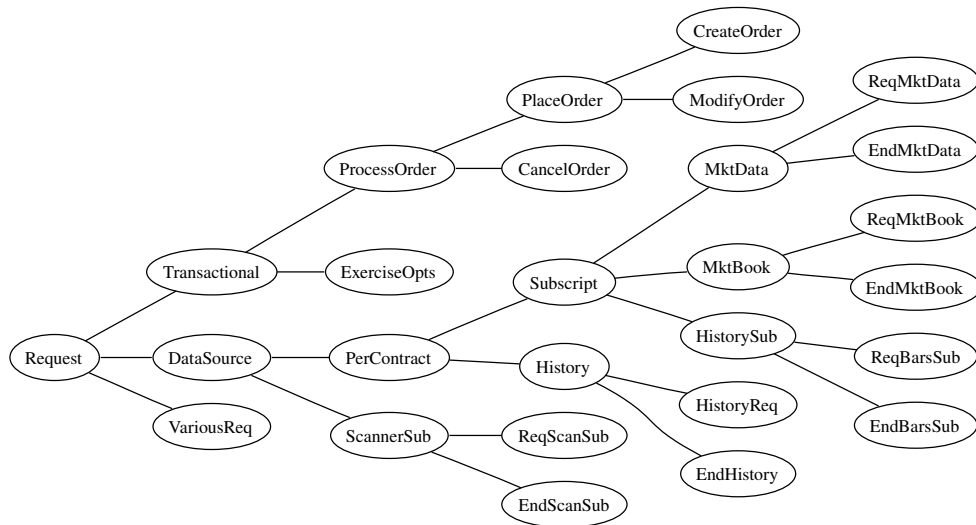 CreateOrder
ReqMktData
PlaceOrder
ModifyOrder
EndMktData
ProcessOrder
CancelOrder
MktData
ReqMktBook
Transactional
ExerciseOpts
Subscript
MktBook
EndMktBook
HistorySub
Request
DataSource
PerContract
History
ReqBarsSub
HistoryReq
VariousReq
ScannerSub
ReqScanSub
EndBarsSub
EndHistory
EndScanSub